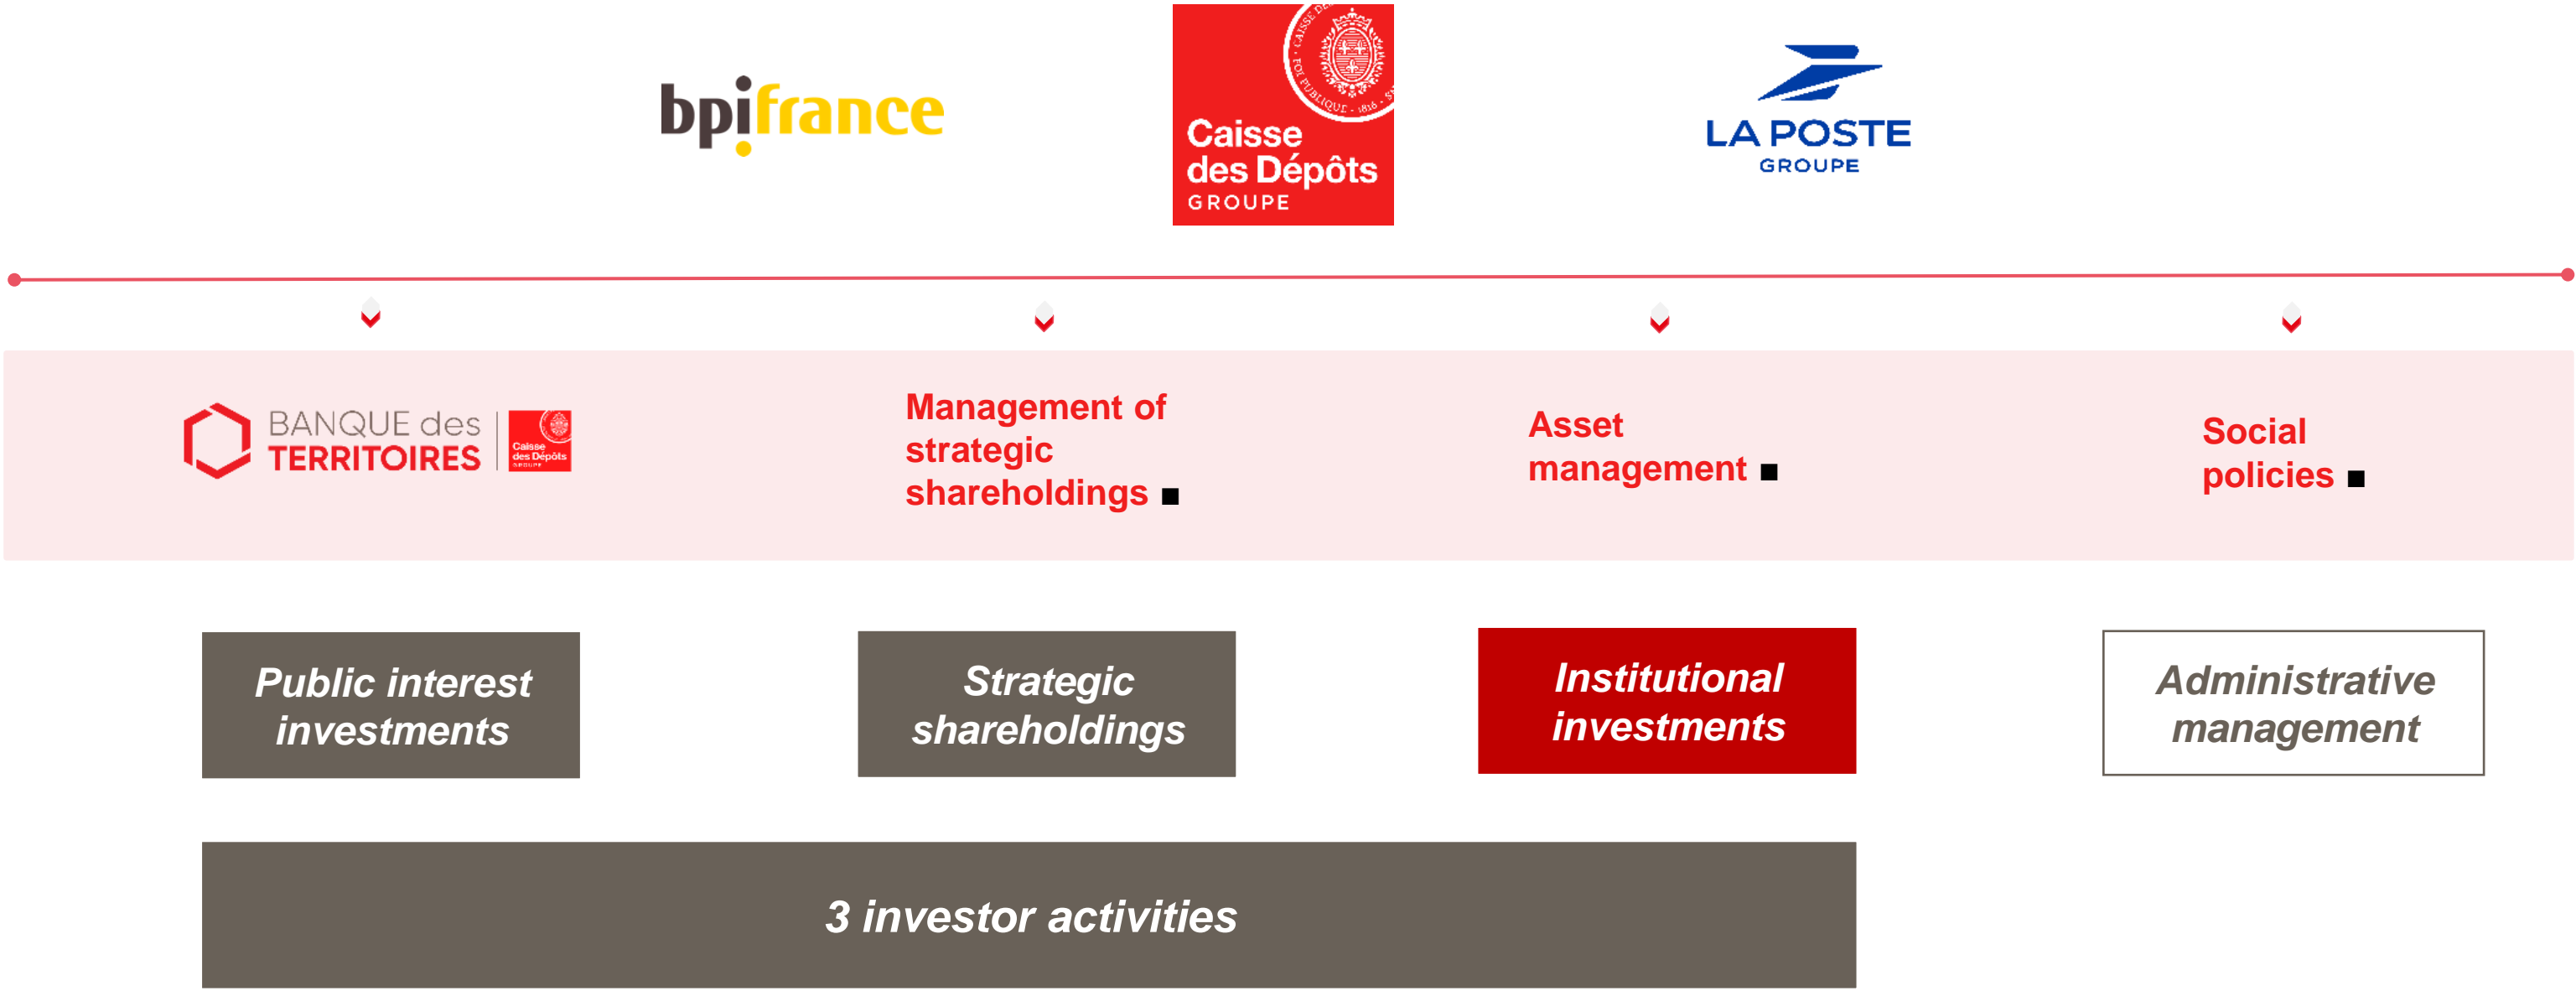 bpifrance
Caisse
des Dépôts
GROUPE
LA POSTE
GROUPE
BANQUE des
TERRITOIRES
Caisse
des Dépôts
GROUPE
Management of
strategic
shareholdings ■
Asset
management ■
Social
policies ■
Public interest
investments
Strategic
shareholdings
Institutional
investments
Administrative
management
3 investor activities